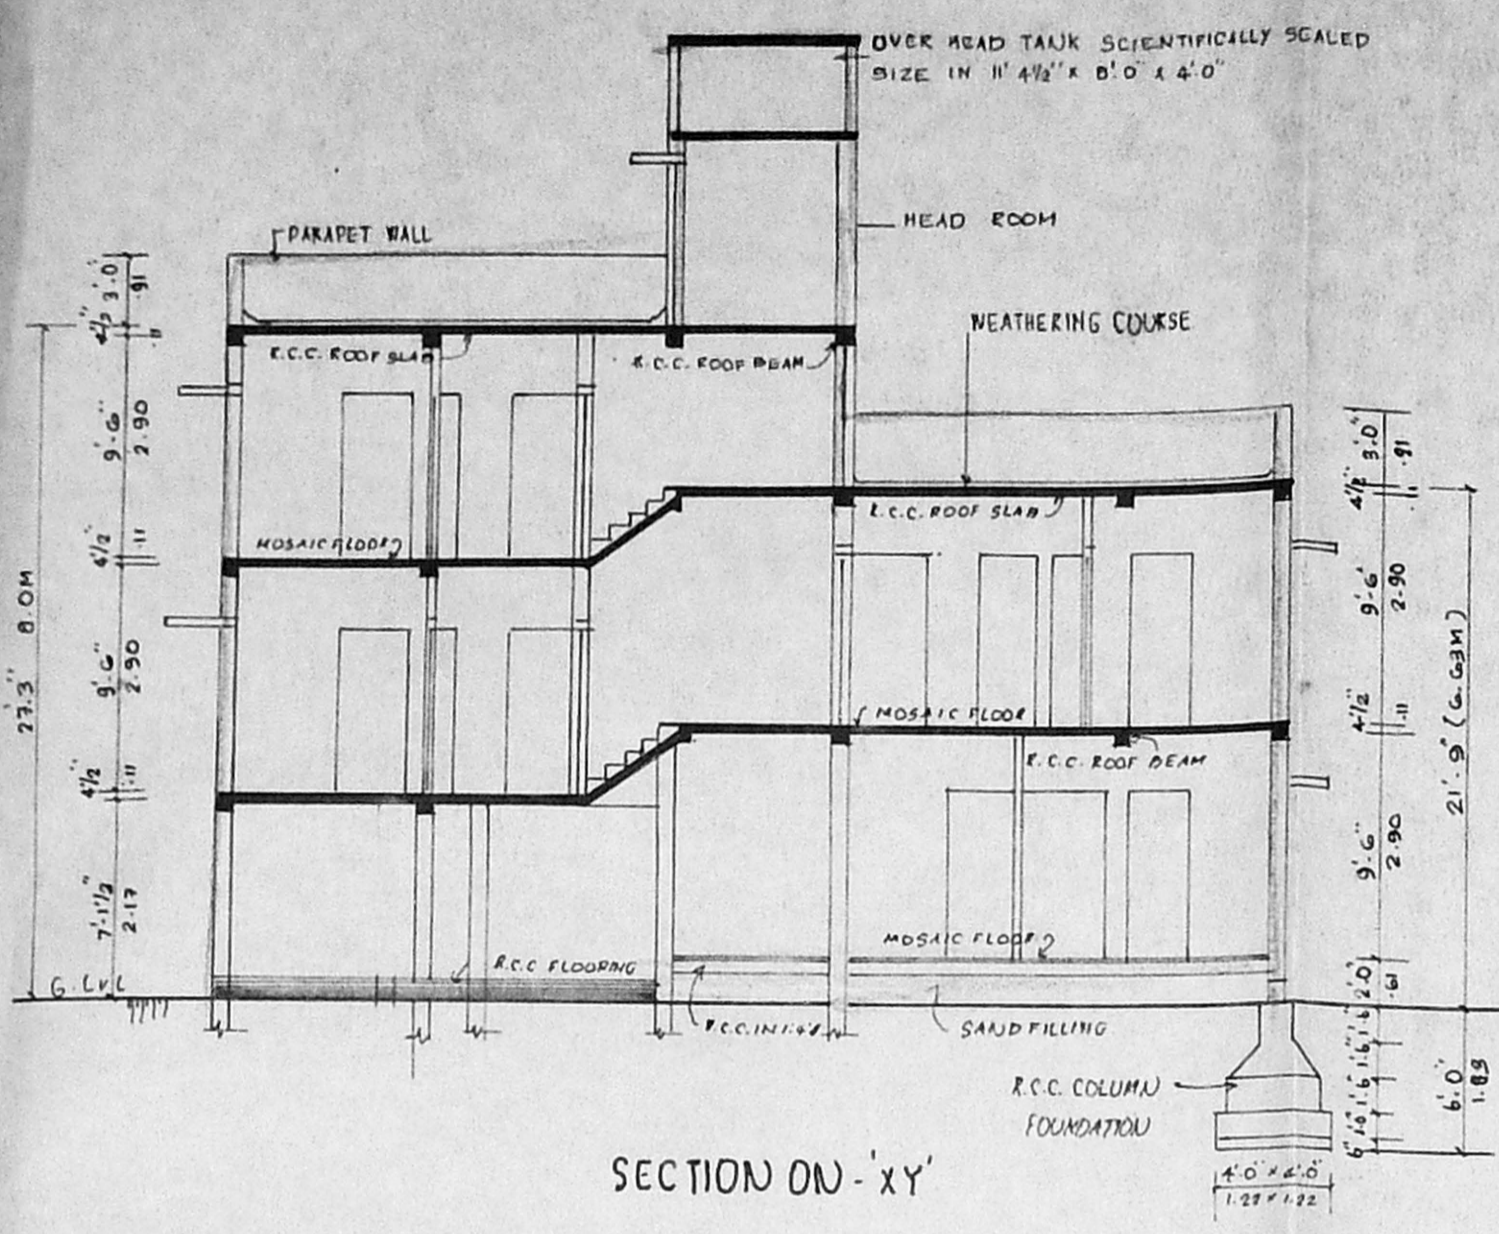 OVER HEAD TANK SCIENTIFICALLY SEALED
SIZE IN 11' 4½" x 8'.0" x 4'.0"
HEAD ROOM
PARAPET WALL
WEATHERING COURSE
R.C.C. ROOF SLAB
R.C.C. ROOF BEAM
R.C.C. ROOF SLAB
MOSAIC FLOOR
MOSAIC FLOOR
R.C.C. ROOF BEAM
MOSAIC FLOOR
R.C.C FLOORING
G. LVL
SAND FILLING
R.C.C. COLUMN
FOUNDATION
SECTION ON - 'XY'
3'.0"
.91
4½"
.11
9'-6"
2.90
4½"
.11
9'-6"
2.90
4½"
.11
7'-1½"
2.17
27'.3" 8.0M
3'.0"
.91
4½"
9'-6"
2.90
4½"
.11
9'-6"
2.90
2'.0"
.61
21'-9"
6'.0"
4'.0" x 4'.0"
1.22 x 1.22